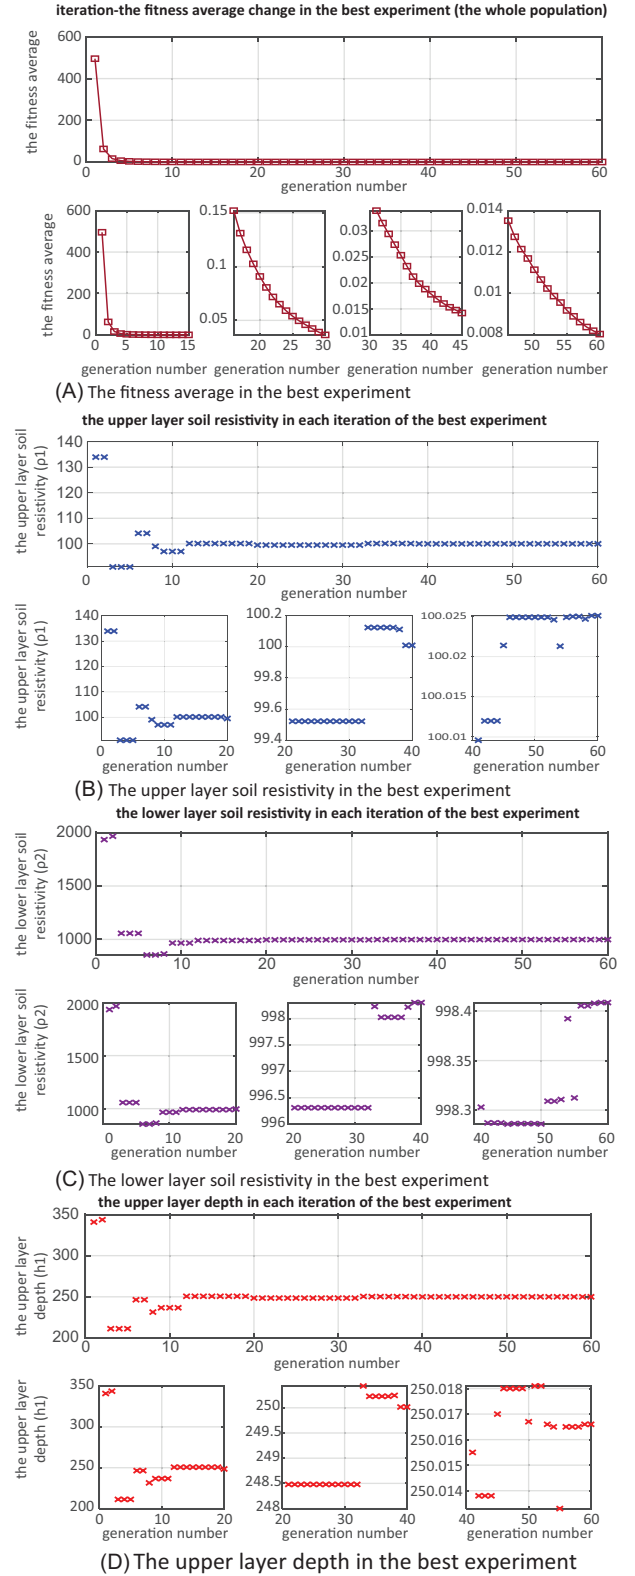 iteration-the fitness average change in the best experiment (the whole population)
the fitness average
600
400
200
0
0 10 20 30 40 50 60
generation number
the fitness average
600
400
200
0
0 5 10 15
generation number
0.15
0.1
0.05
20 25 30
generation number
0.03
0.025
0.02
0.015
0.01
30 35 40 45
generation number
0.014
0.012
0.01
0.008
50 55 60
generation number
(A) The fitness average in the best experiment
the upper layer soil resistivity in each iteration of the best experiment
the upper layer soil
resistivity (ρ1)
140
130
120
110
100
0 10 20 30 40 50 60
generation number
the upper layer soil
resistivity (ρ1)
140
130
120
110
100
0 10 20
generation number
100.2
100
99.8
99.6
99.4
20 30 40
generation number
100.025
100.02
100.015
100.01
40 50 60
generation number
(B) The upper layer soil resistivity in the best experiment
the lower layer soil resistivity in each iteration of the best experiment
the lower layer soil
resistivity (ρ2)
2000
1500
1000
0 10 20 30 40 50 60
generation number
the lower layer soil
resistivity (ρ2)
2000
1500
1000
0 10 20
generation number
998
997.5
997
996.5
996
20 30 40
generation number
998.4
998.35
998.3
40 50 60
generation number
(C) The lower layer soil resistivity in the best experiment
the upper layer depth in each iteration of the best experiment
the upper layer
depth (h1)
350
300
250
200
0 10 20 30 40 50 60
generation number
the upper layer
depth (h1)
350
300
250
200
0 10 20
generation number
250
249.5
249
248.5
248
20 30 40
generation number
250.018
250.017
250.016
250.015
250.014
40 50 60
generation number
(D) The upper layer depth in the best experiment